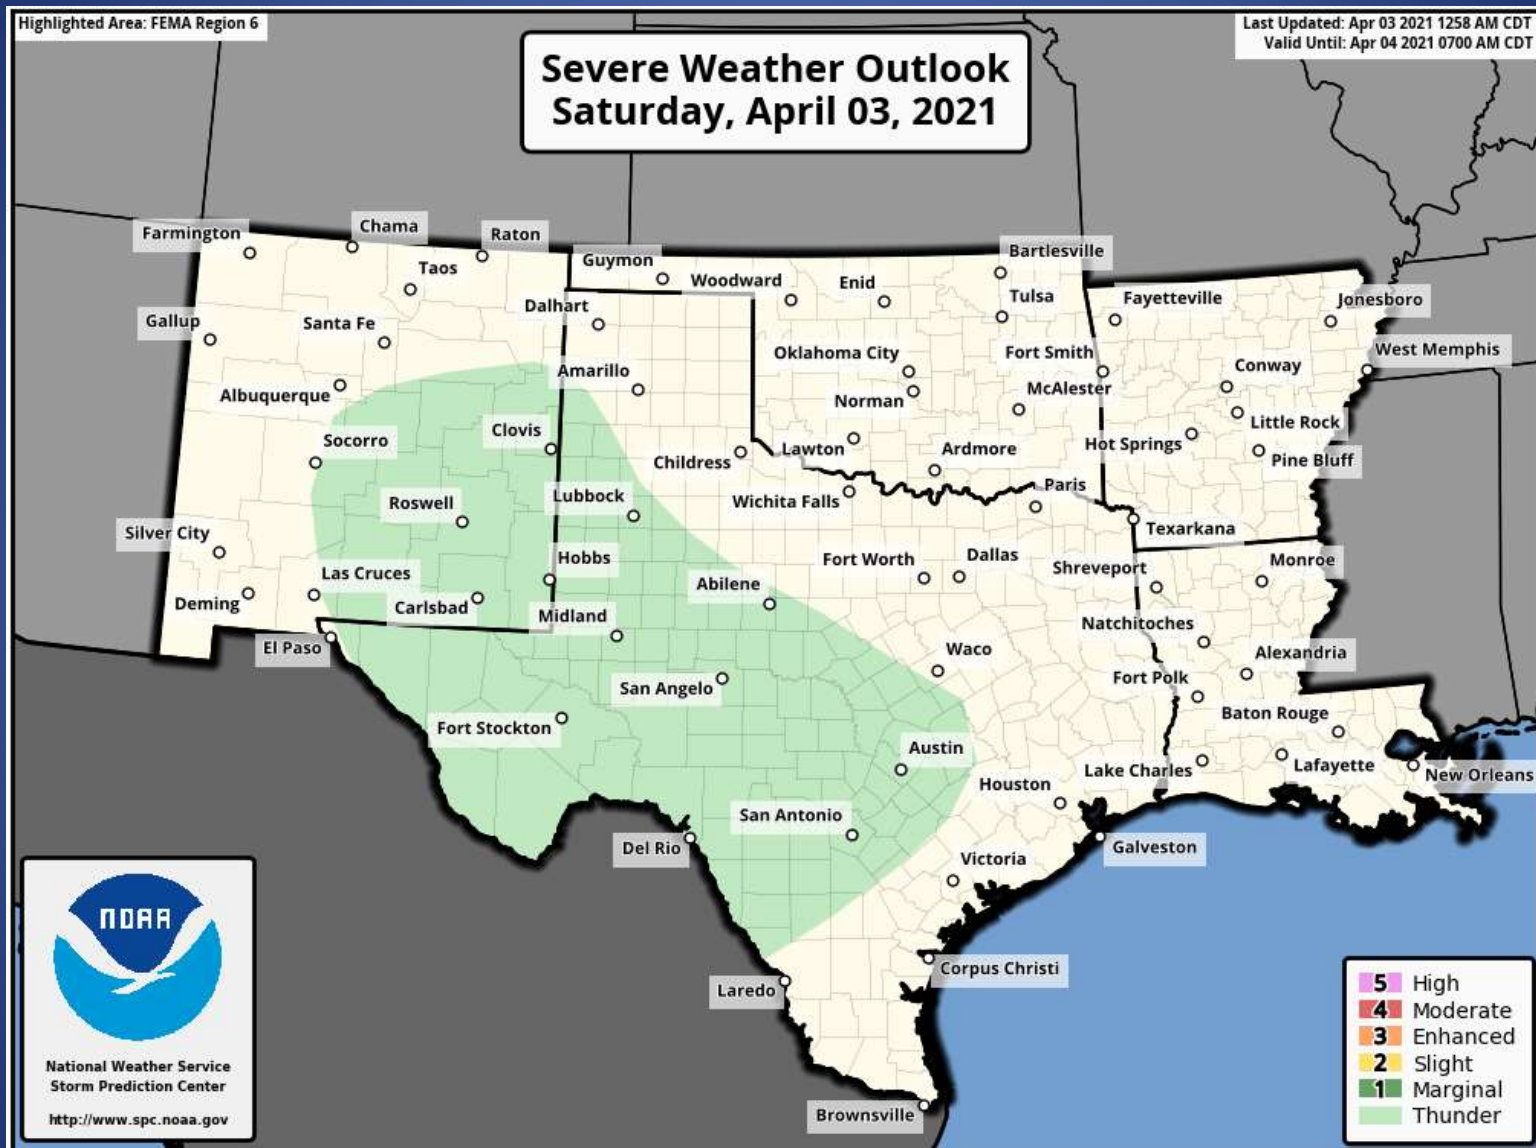 Highlighted Area: FEMA Region 6
Last Updated: Apr 03 2021 1258 AM CDT
Valid Until: Apr 04 2021 0700 AM CDT
Severe Weather Outlook
Saturday, April 03, 2021
Farmington
Chama
Raton
Taos
Guymon
Woodward
Enid
Bartlesville
Tulsa
Fayetteville
Jonesboro
Gallup
Santa Fe
Dalhart
Oklahoma City
Fort Smith
West Memphis
Albuquerque
Amarillo
Norman
McAlester
Conway
Little Rock
Socorro
Clovis
Childress
Lawton
Ardmore
Hot Springs
Pine Bluff
Roswell
Lubbock
Wichita Falls
Paris
Texarkana
Silver City
Las Cruces
Hobbs
Fort Worth
Dallas
Shreveport
Monroe
Deming
Carlsbad
Midland
Abilene
Natchitoches
El Paso
San Angelo
Waco
Fort Polk
Alexandria
Fort Stockton
Austin
Baton Rouge
Houston
Lake Charles
Lafayette
New Orleans
San Antonio
Del Rio
Victoria
Galveston
Laredo
Corpus Christi
Brownsville
NOAA
National Weather Service
Storm Prediction Center
http://www.spc.noaa.gov
5 High
4 Moderate
3 Enhanced
2 Slight
1 Marginal
Thunder